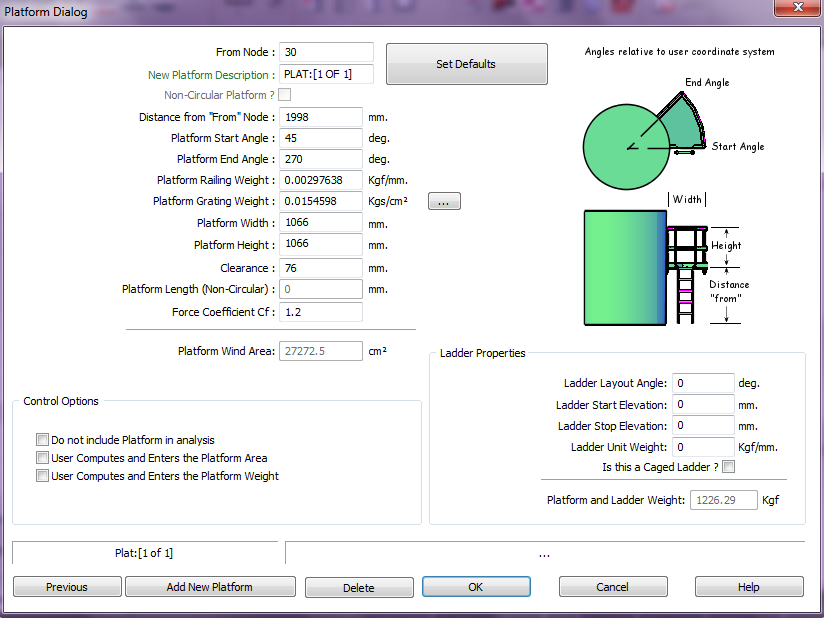 Platform Dialog
From Node : 30
Set Defaults
New Platform Description : PLAT:[1 OF 1]
Non-Circular Platform ?
Distance from "From" Node : 1998 mm.
Platform Start Angle : 45 deg.
Platform End Angle : 270 deg.
Platform Railing Weight : 0.00297638 Kgf/mm.
Platform Grating Weight : 0.0154598 Kgs/cm² ...
Platform Width : 1066 mm.
Platform Height : 1066 mm.
Clearance : 76 mm.
Platform Length (Non-Circular) : 0 mm.
Force Coefficient Cf : 1.2
Platform Wind Area: 27272.5 cm²
Angles relative to user coordinate system
End Angle
Start Angle
Width
Height
Distance
"from"
Control Options
Do not include Platform in analysis
User Computes and Enters the Platform Area
User Computes and Enters the Platform Weight
Ladder Properties
Ladder Layout Angle: 0 deg.
Ladder Start Elevation: 0 mm.
Ladder Stop Elevation: 0 mm.
Ladder Unit Weight: 0 Kgf/mm.
Is this a Caged Ladder ?
Platform and Ladder Weight: 1226.29 Kgf
Plat:[1 of 1] ...
Previous Add New Platform Delete OK Cancel Help